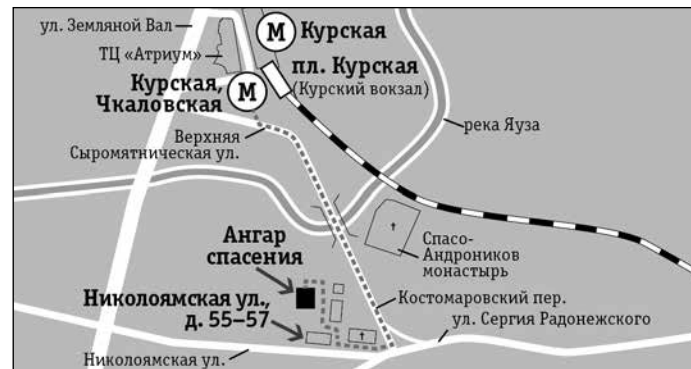 ул. Земляной Вал
ТЦ «Атриум»
М
Курская
пл. Курская
(Курский вокзал)
Курская,
Чкаловская
М
Верхняя
Сыромятническая ул.
река Яуза
Спасо-
Андроников
монастырь
Ангар
спасения
Николоямская ул.,
д. 55–57
Костомаровский пер.
ул. Сергия Радонежского
Николоямская ул.